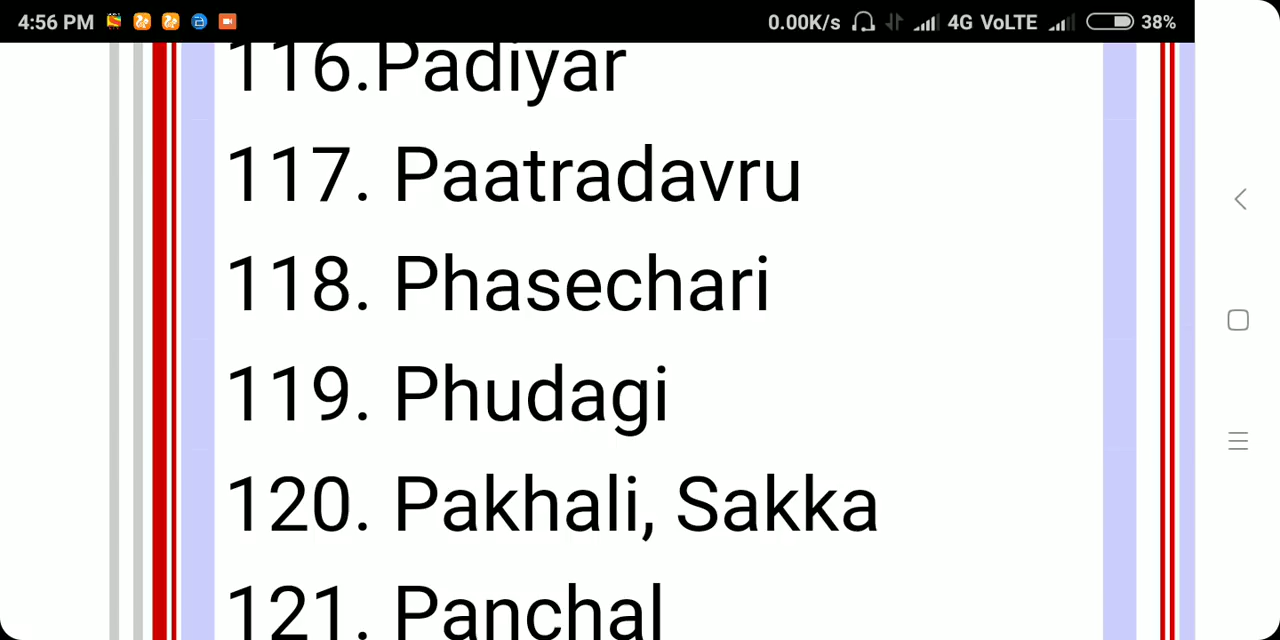 4:56 PM 0.00K/s 4G VoLTE 38%
116.Padiyar
117. Paatradavru
118. Phasechari
119. Phudagi
120. Pakhali, Sakka
121. Panchal